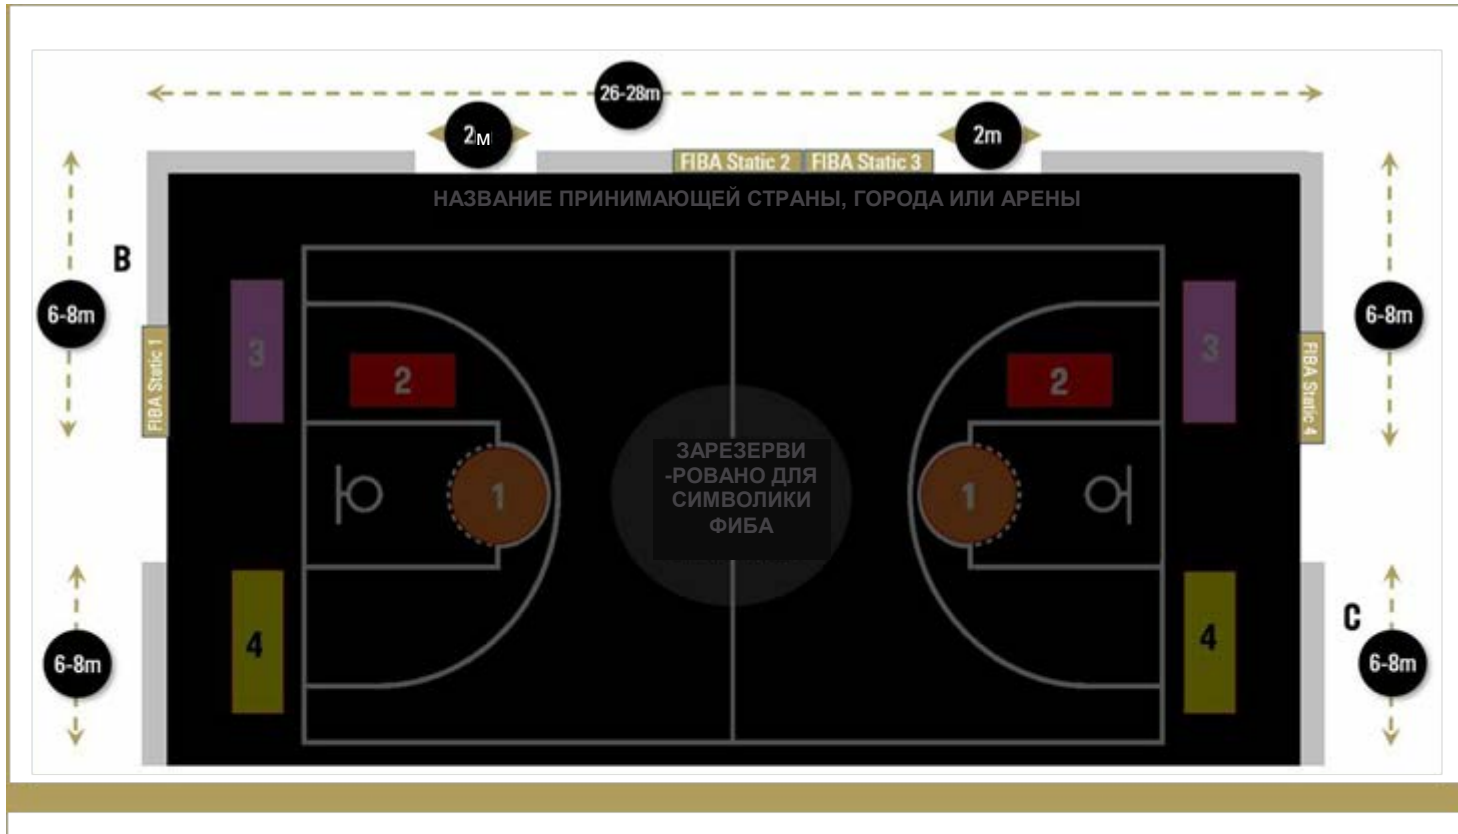 26-28m
2м
2m
FIBA Static 2
FIBA Static 3
НАЗВАНИЕ ПРИНИМАЮЩЕЙ СТРАНЫ, ГОРОДА ИЛИ АРЕНЫ
B
6-8m
6-8m
3
3
FIBA Static 1
FIBA Static 4
2
2
ЗАРЕЗЕРВИ
-РОВАНО ДЛЯ
СИМВОЛИКИ
ФИБА
1
1
4
4
C
6-8m
6-8m